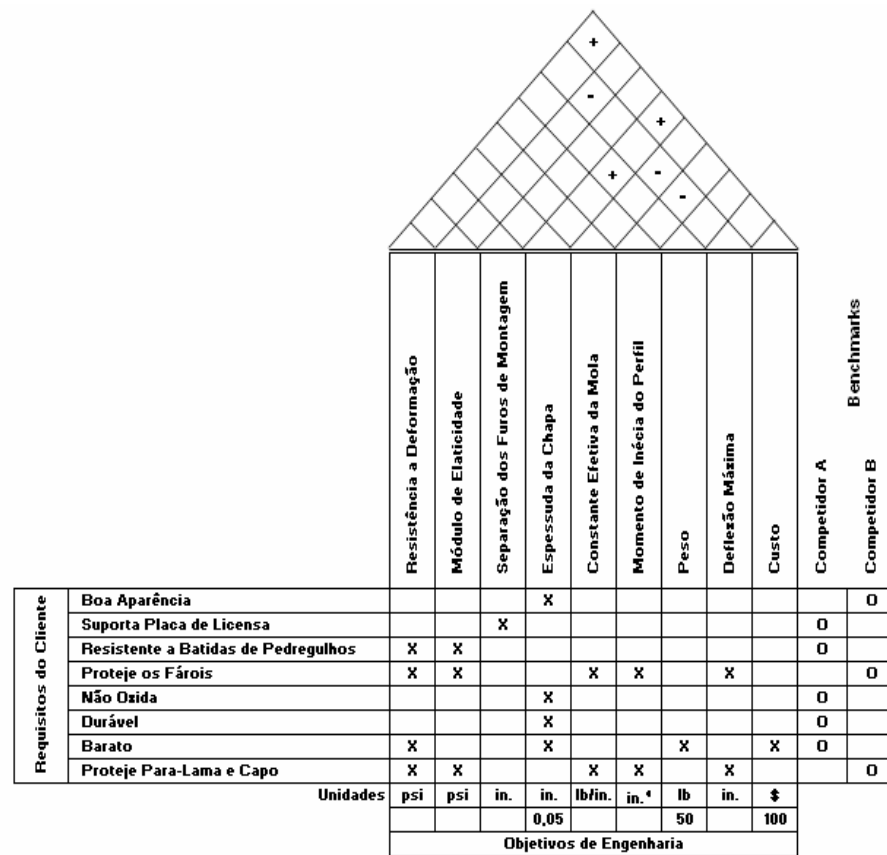 +
-
+
+ -
-
Resistência a Deformação
Módulo de Elaticidade
Separação dos Furos de Montagem
Espessuda da Chapa
Constante Efetiva da Mola
Momento de Inécia do Perfil
Peso
Deflexão Máxima
Custo
Competidor A
Competidor B
Benchmarks
Requisitos do Cliente
Boa Aparência X O
Suporta Placa de Licensa X O
Resistente a Batidas de Pedregulhos X X O
Proteje os Fárois X X X X X O
Não Oxida X O
Durável X O
Barato X X X X O
Proteje Para-Lama e Capo X X X X X O
Unidades psi psi in. in. lb/in. in.⁴ lb in. $
0,05 50 100
Objetivos de Engenharia